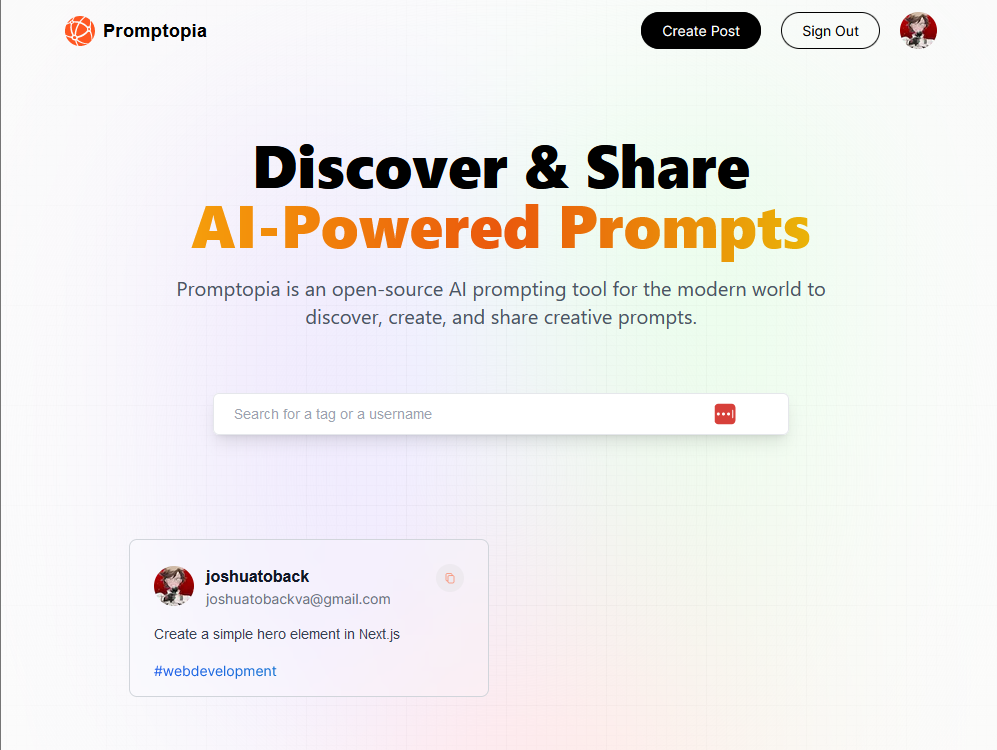 Promptopia
Create Post
Sign Out
Discover & Share
AI-Powered Prompts
Promptopia is an open-source AI prompting tool for the modern world to
discover, create, and share creative prompts.
Search for a tag or a username
joshuatoback
joshuatobackva@gmail.com
Create a simple hero element in Next.js
#webdevelopment